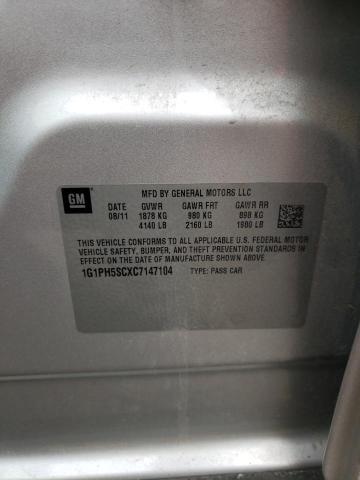 GM
MFD BY GENERAL MOTORS LLC
DATE GVWR GAWR FRT GAWR RR
08/11 1878 KG 980 KG 898 KG
4140 LB 2160 LB 1980 LB
THIS VEHICLE CONFORMS TO ALL APPLICABLE U.S. FEDERAL MOTOR
VEHICLE SAFETY, BUMPER, AND THEFT PREVENTION STANDARDS IN
EFFECT ON THE DATE OF MANUFACTURE SHOWN ABOVE.
1G1PH5SCXC7147104 TYPE: PASS CAR